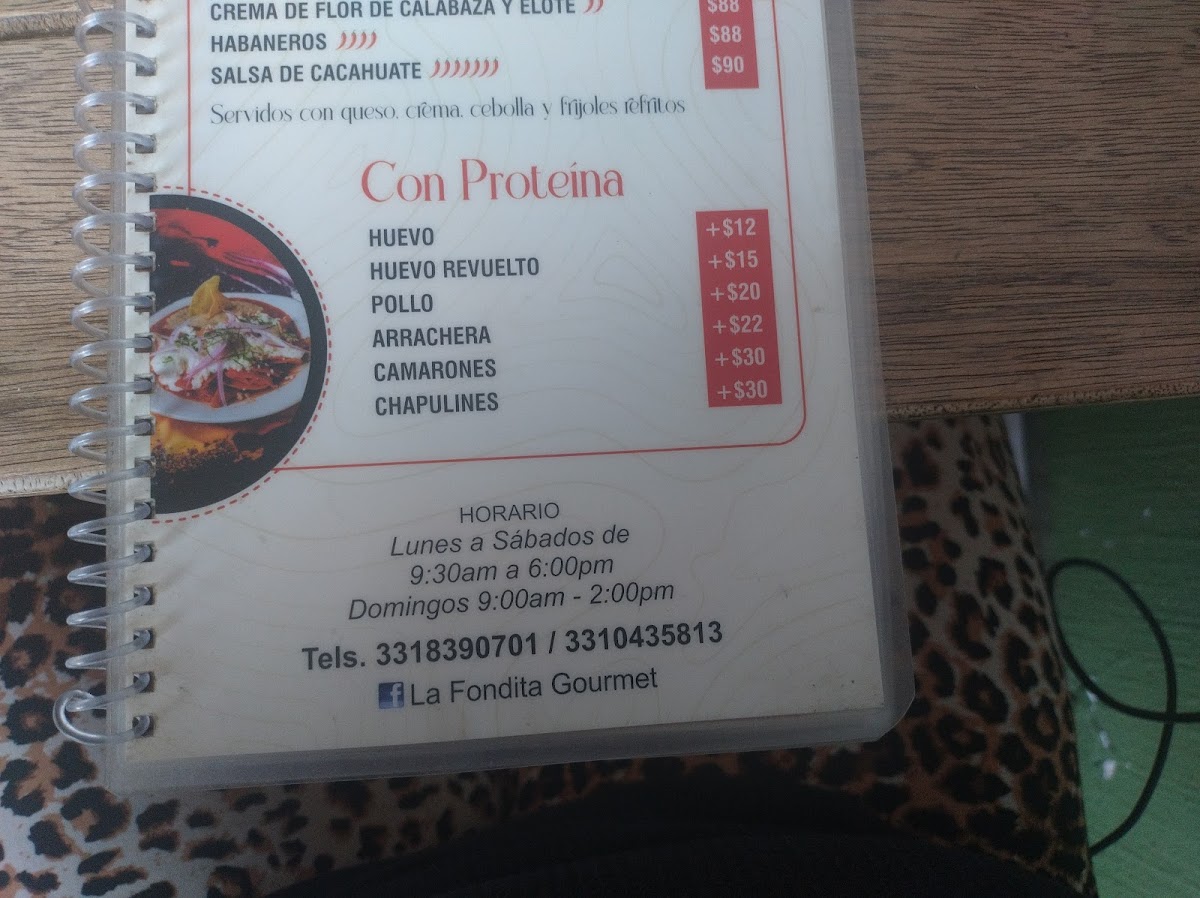 CREMA DE FLOR DE CALABAZA Y ELOTE $88
HABANEROS $88
SALSA DE CACAHUATE $90
Servidos con queso, crema, cebolla y frijoles refritos
Con Proteína
HUEVO +$12
HUEVO REVUELTO +$15
POLLO +$20
ARRACHERA +$22
CAMARONES +$30
CHAPULINES +$30
HORARIO
Lunes a Sábados de
9:30am a 6:00pm
Domingos 9:00am - 2:00pm
Tels. 3318390701 / 3310435813
f La Fondita Gourmet